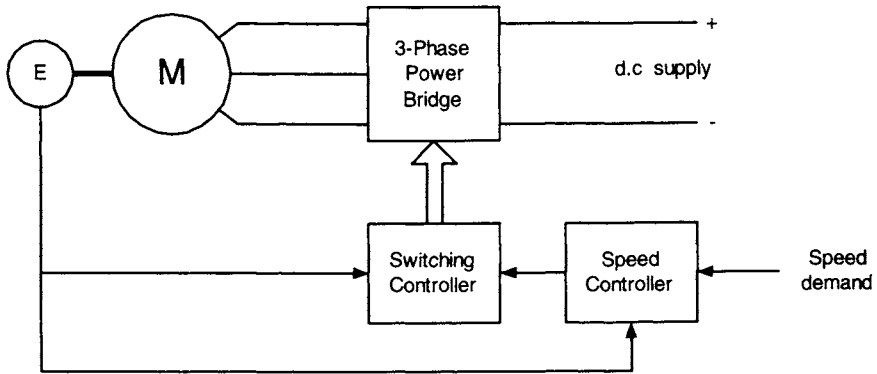 E
M
3-Phase
Power
Bridge
+
d.c supply
-
Switching
Controller
Speed
Controller
Speed
demand